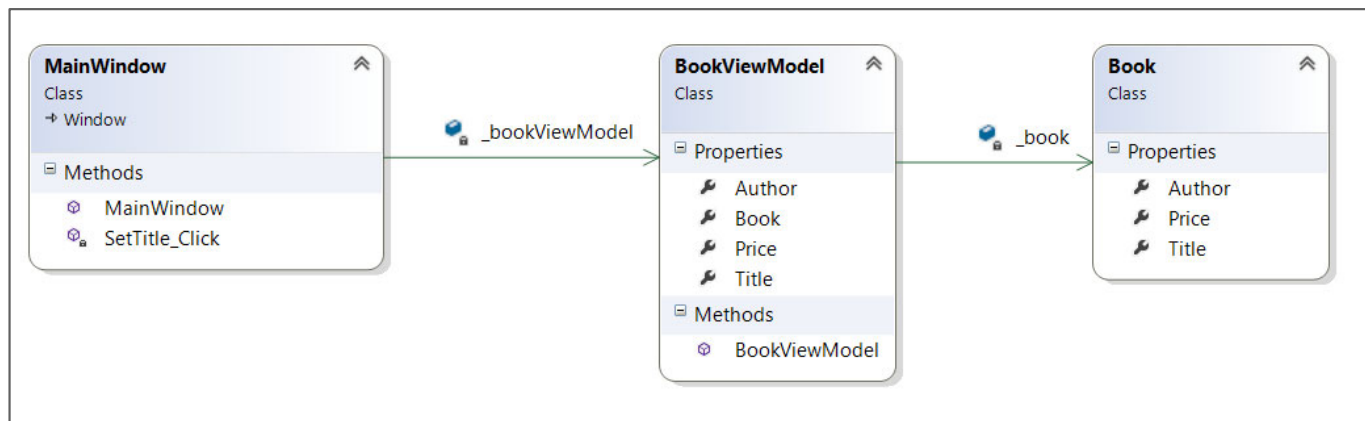 MainWindow
Class
Window
Methods
MainWindow
SetTitle_Click
_bookViewModel
BookViewModel
Class
Properties
Author
Book
Price
Title
Methods
BookViewModel
_book
Book
Class
Properties
Author
Price
Title